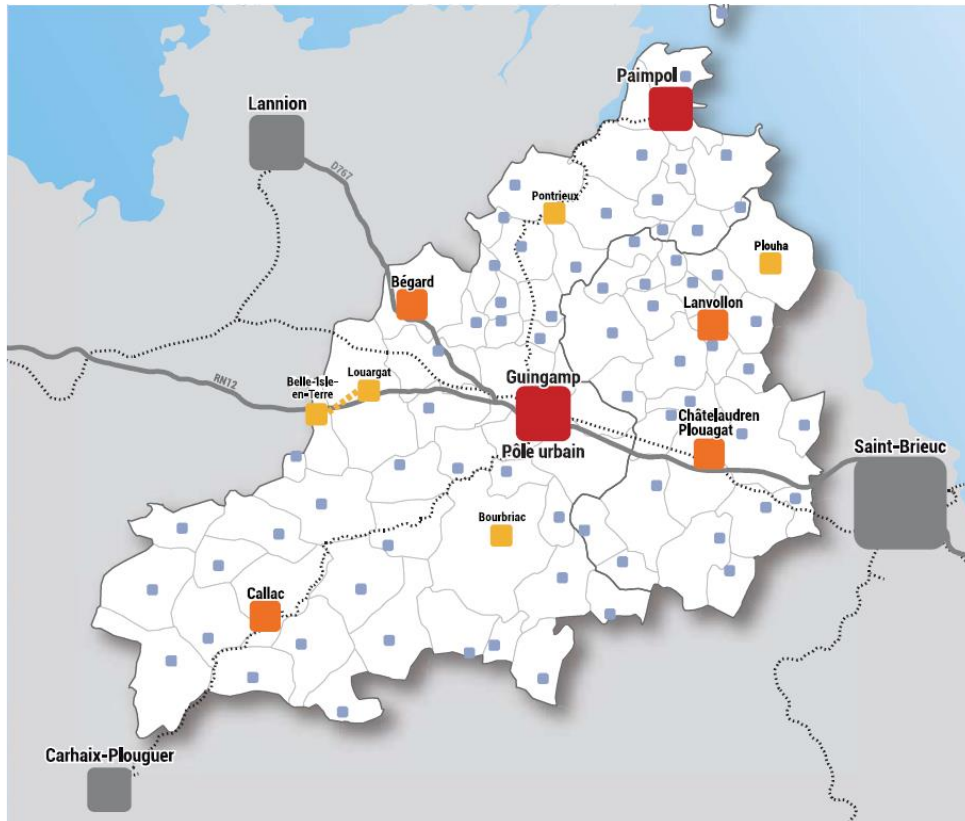 Paimpol
Lannion
D767
Pontrieux
Plouha
Bégard
Lanvollon
Louargat
Belle-Isle-
en-Terre
RN12
Guingamp
Pôle urbain
Châtelaudren
Plouagat
Saint-Brieuc
Bourbriac
Callac
Carhaix-Plouguer